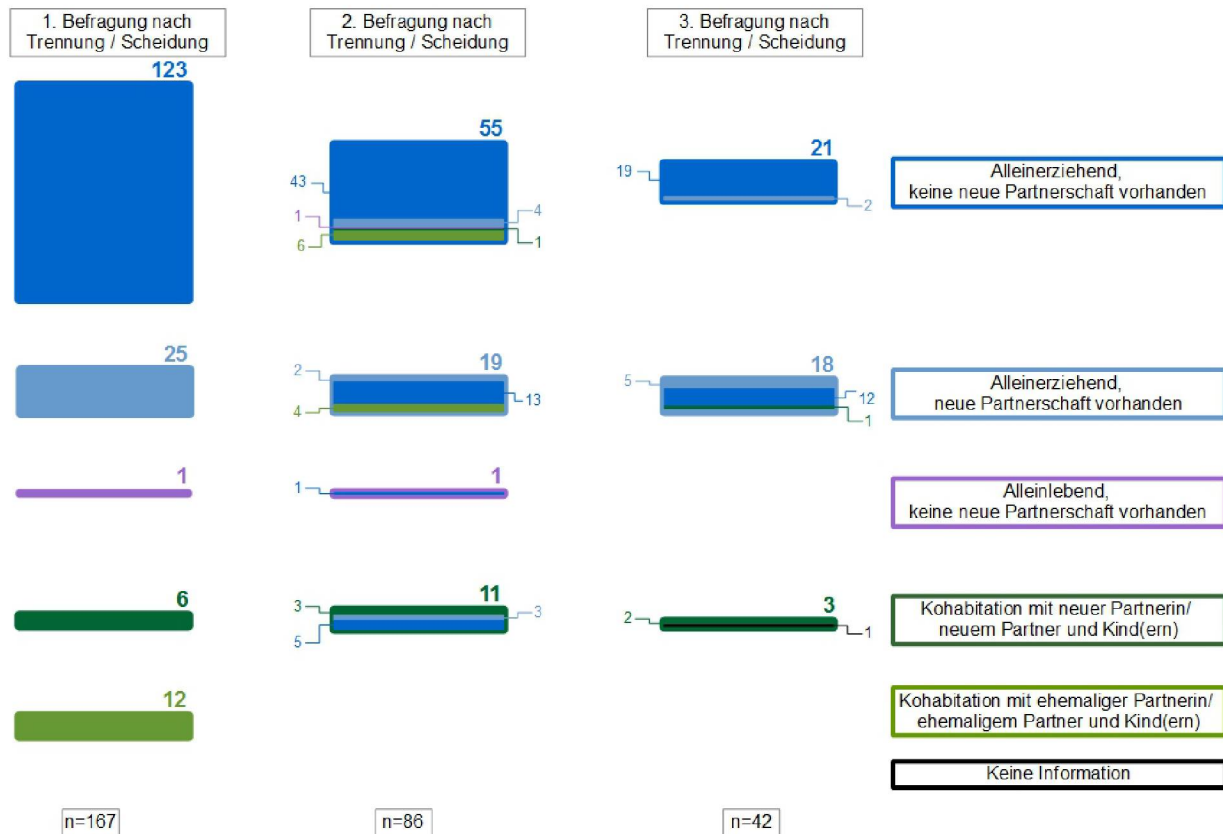 1. Befragung nach
Trennung / Scheidung
2. Befragung nach
Trennung / Scheidung
3. Befragung nach
Trennung / Scheidung
123
55
43
1
6
4
1
21
19
2
Alleinerziehend,
keine neue Partnerschaft vorhanden
25
19
2
4
13
18
5
12
1
Alleinerziehend,
neue Partnerschaft vorhanden
1
1
1
Alleinlebend,
keine neue Partnerschaft vorhanden
6
11
3
5
3
3
2
1
Kohabitation mit neuer Partnerin/
neuem Partner und Kind(ern)
12
Kohabitation mit ehemaliger Partnerin/
ehemaligem Partner und Kind(ern)
Keine Information
n=167
n=86
n=42